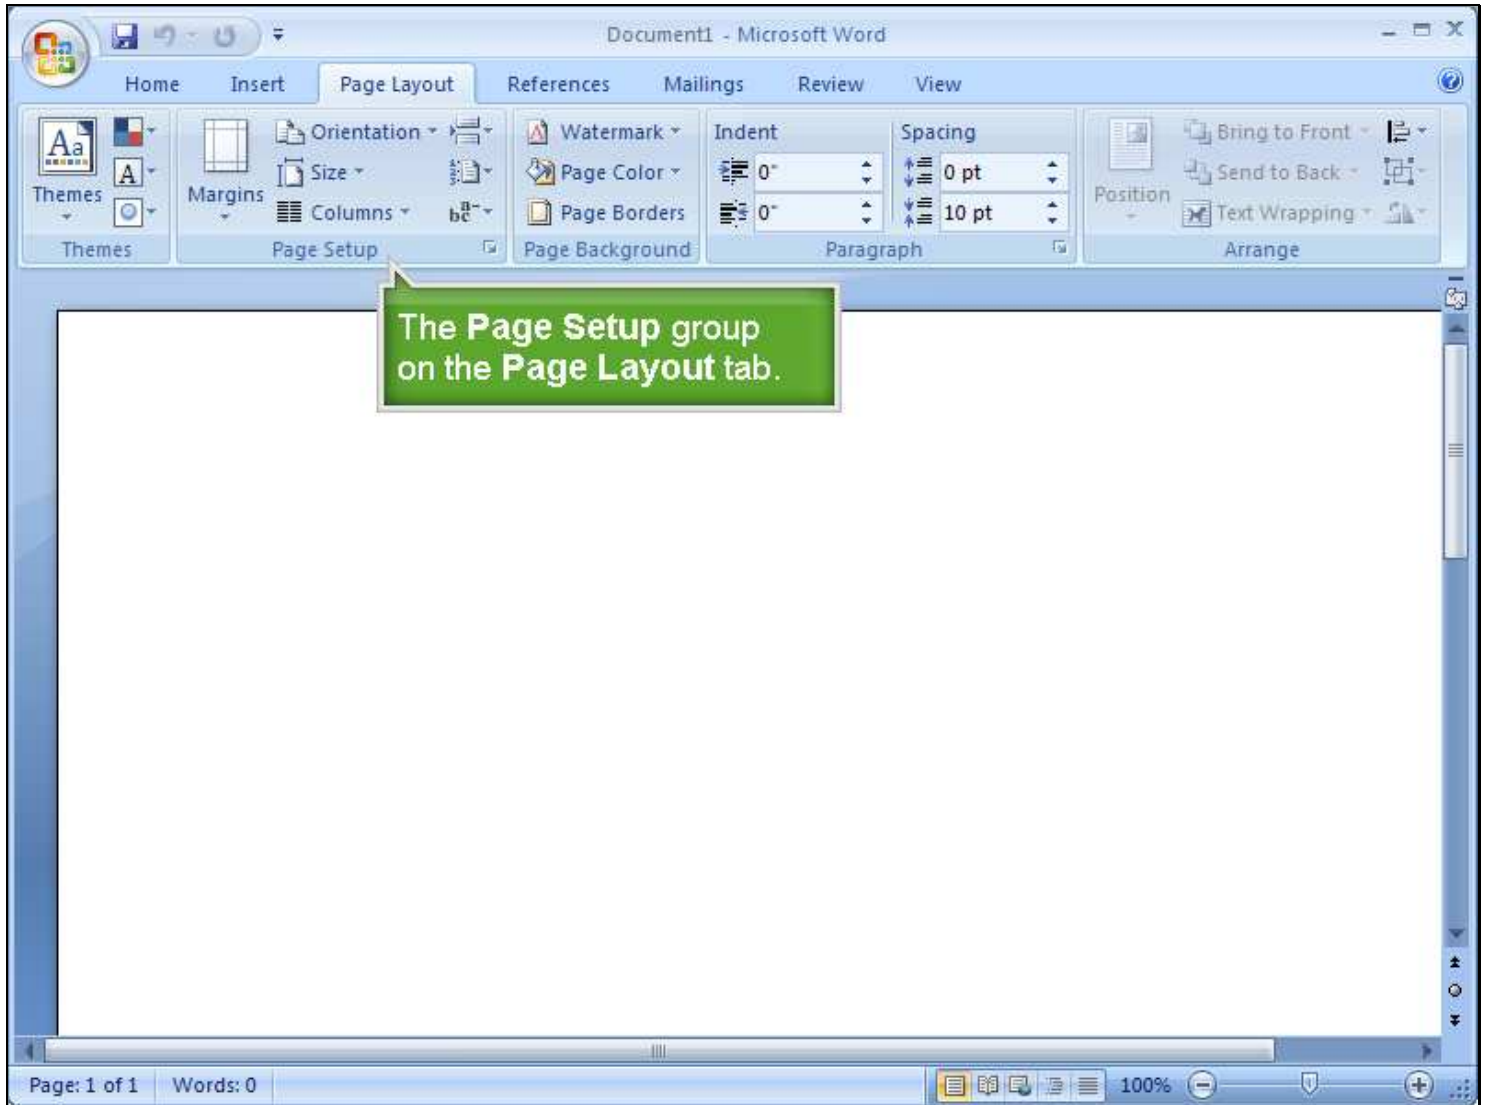 Document1 - Microsoft Word
Home Insert Page Layout References Mailings Review View
Aa Orientation Watermark Indent Spacing Bring to Front
A Size Page Color 0" 0 pt Send to Back
Themes Margins Columns Page Borders 0" 10 pt Position Text Wrapping
Themes Page Setup Page Background Paragraph Arrange
The Page Setup group
on the Page Layout tab.
Page: 1 of 1 Words: 0 100%